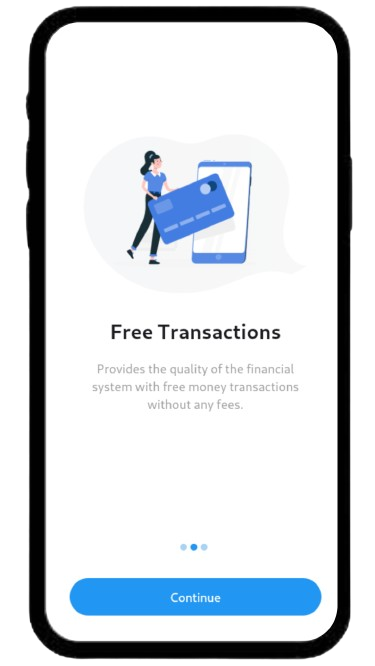 Free Transactions
Provides the quality of the financial
system with free money transactions
without any fees.
Continue